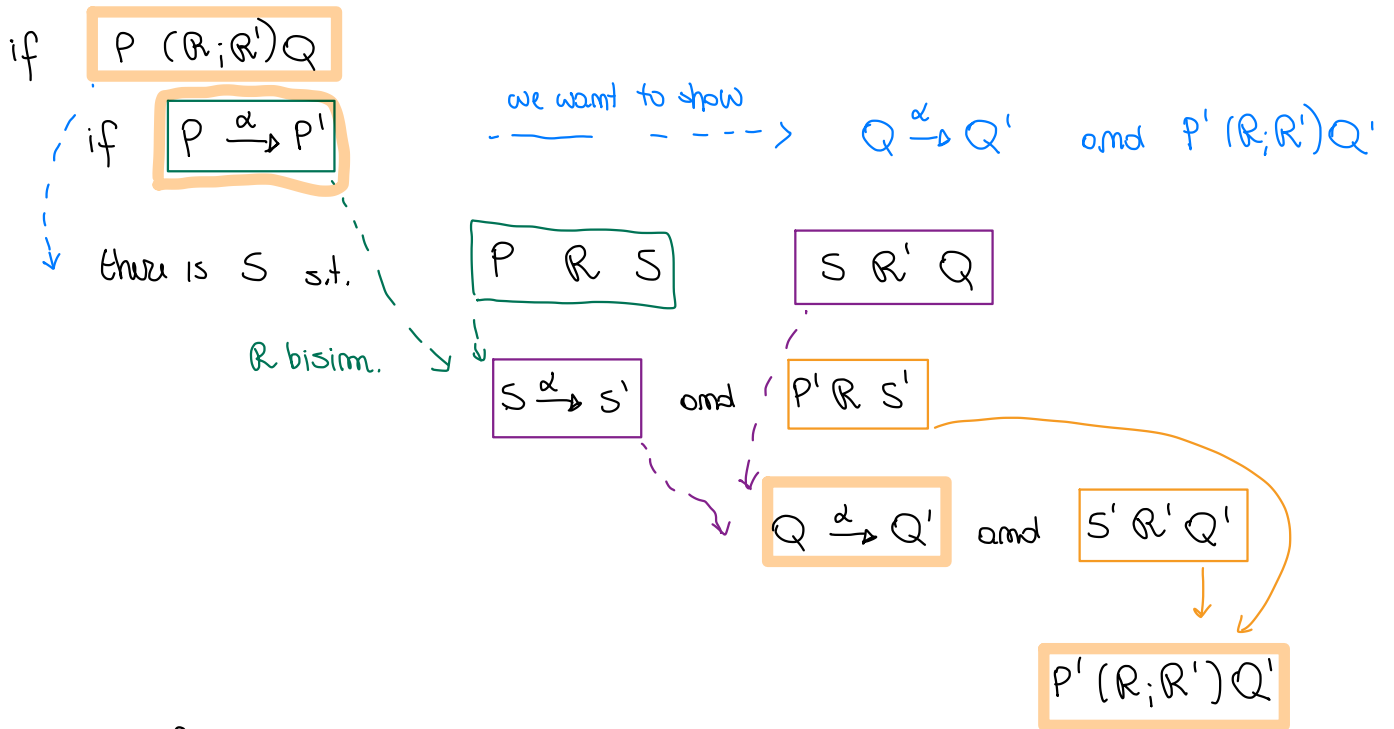 if P (R;R')Q
we want to show
if P α→ P' Q α→ Q' and P' (R;R')Q'
there is S s.t. P R S S R' Q
R bisim.
S α→ S' and P' R S'
Q α→ Q' and S' R' Q'
P' (R;R')Q'